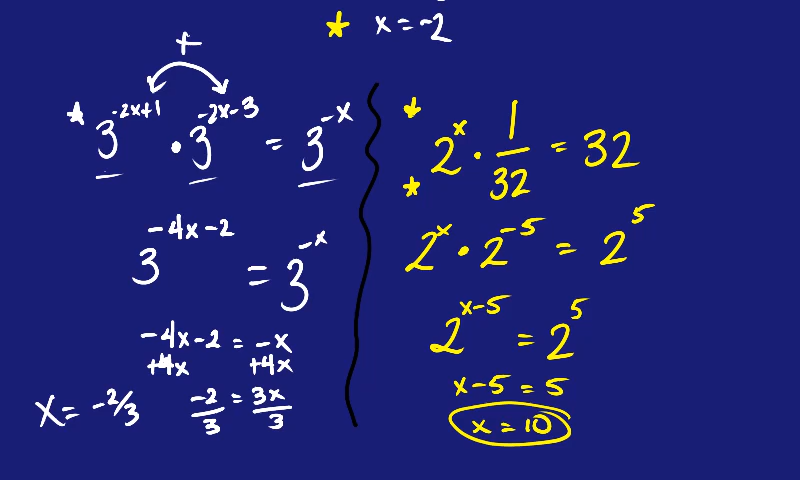 * x = -2
+
* 3^{-2x+1} · 3^{-2x-3} = 3^{-x}
3^{-4x-2} = 3^{-x}
-4x-2 = -x
+4x +4x
-2/3 = 3x/3
x = -2/3
* 2^x · 1/32 = 32
*
2^x · 2^{-5} = 2^5
2^{x-5} = 2^5
x-5 = 5
x = 10